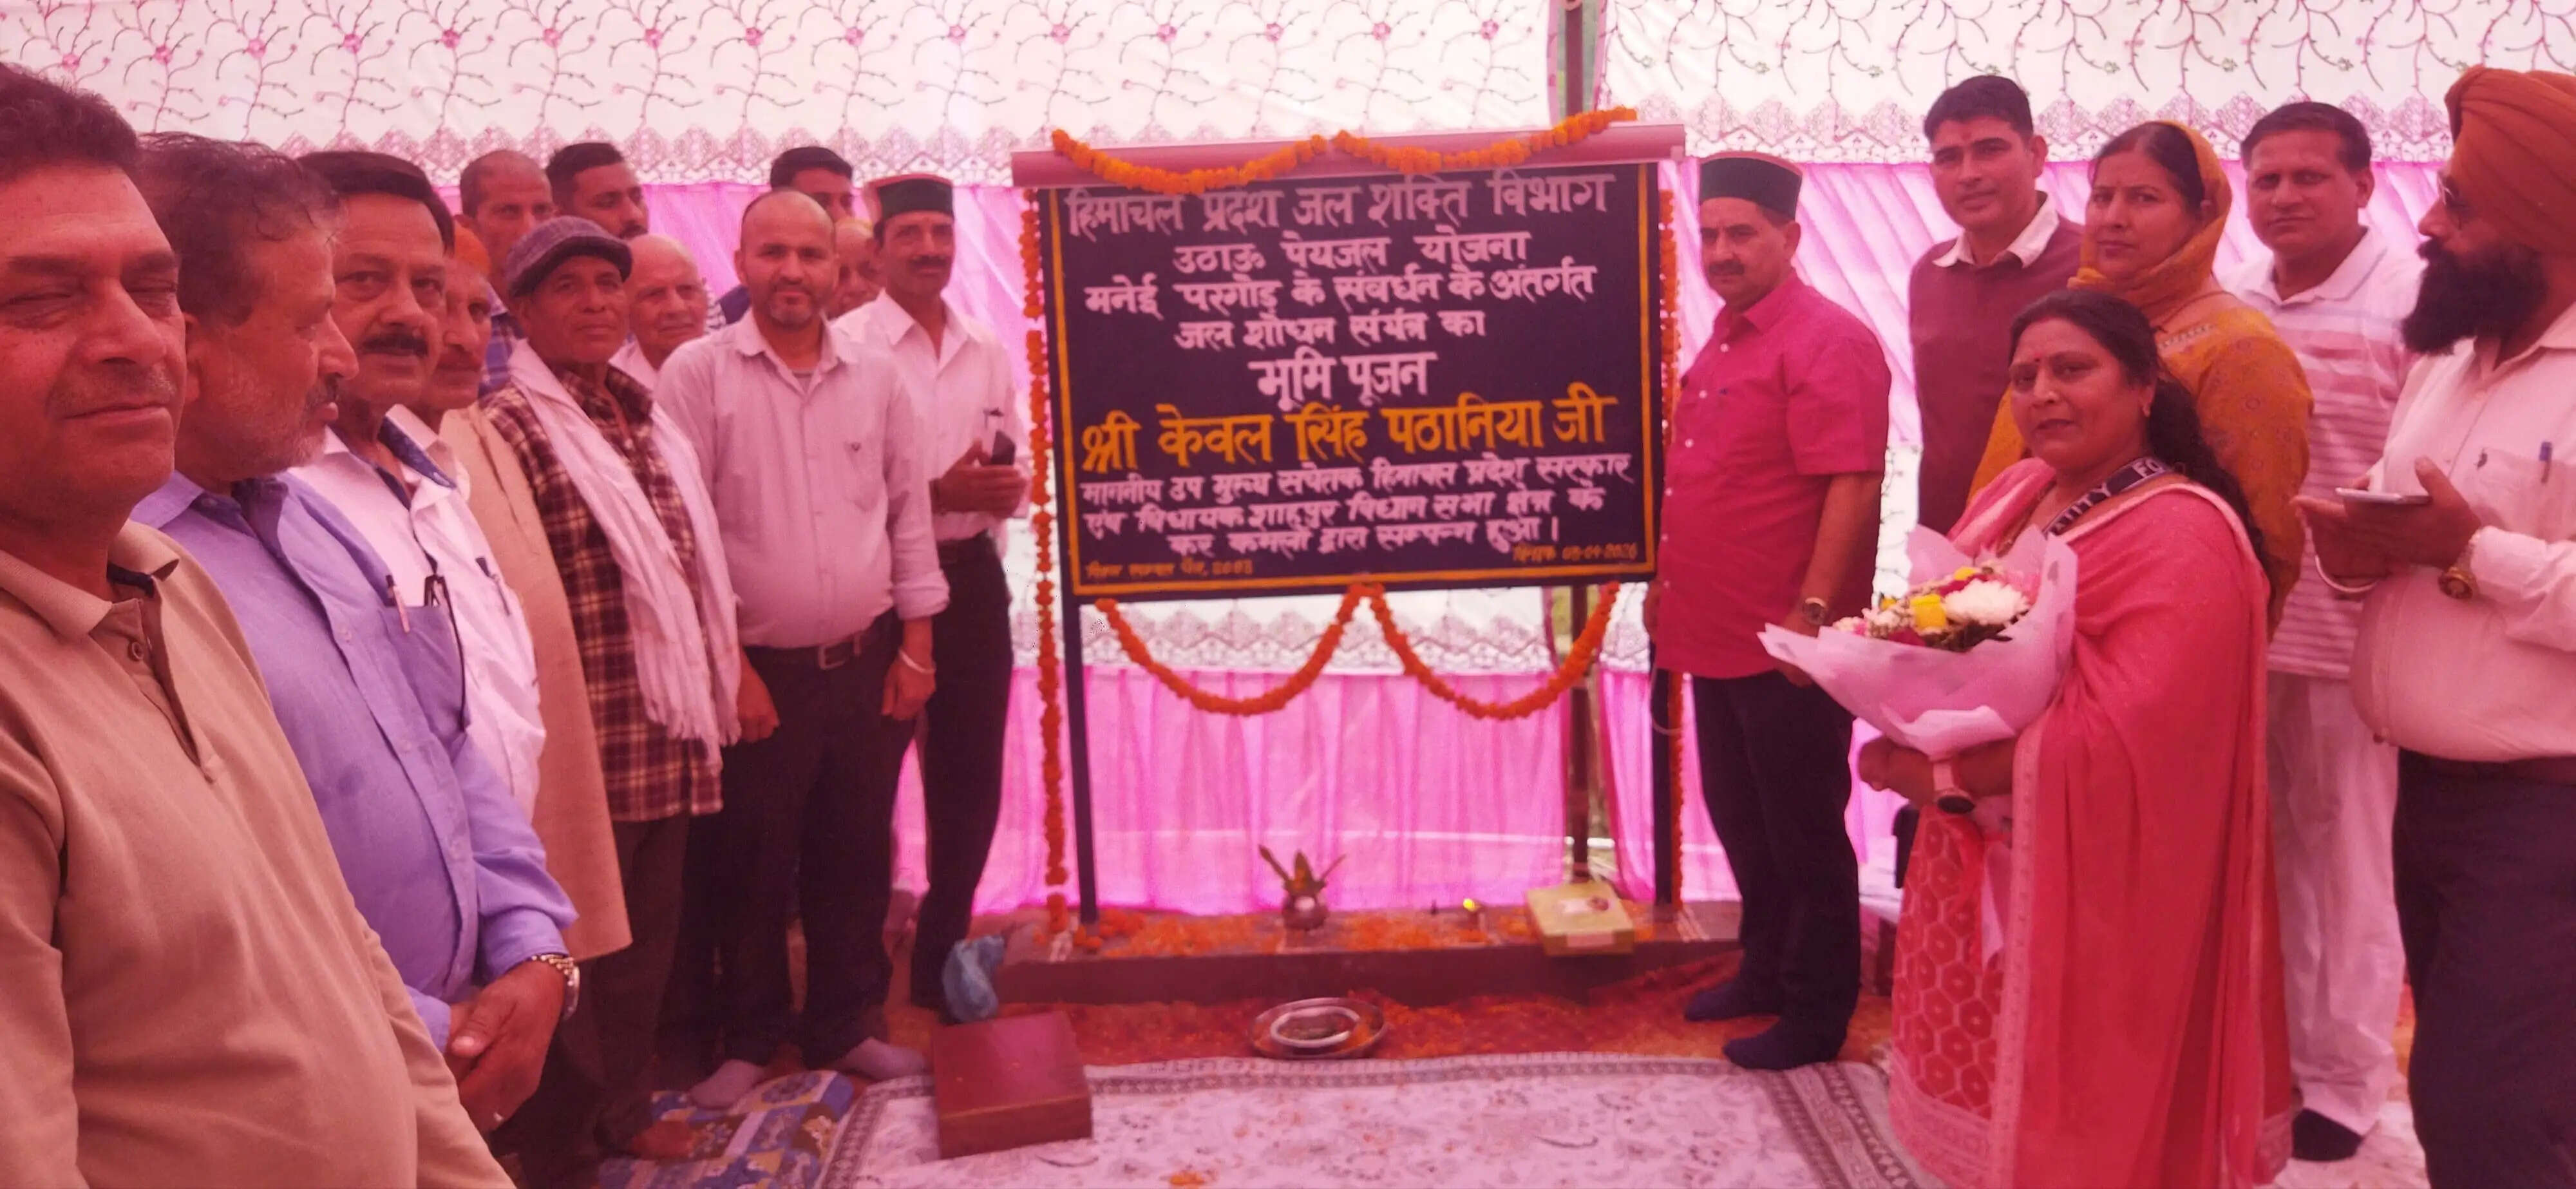 हिमाचल प्रदेश जल शक्ति विभाग
उठाऊ पेयजल योजना
मनेई परगोड़ के संवर्धन के अंतर्गत
जल शोधन संयंत्र का
भूमि पूजन
श्री केवल सिंह पठानिया जी
माननीय उप मुख्य सचेतक हिमाचल प्रदेश सरकार
एवं विधायक शाहपुर विधान सभा क्षेत्र के
कर कमलों द्वारा सम्पन्न हुआ।
दिनांक